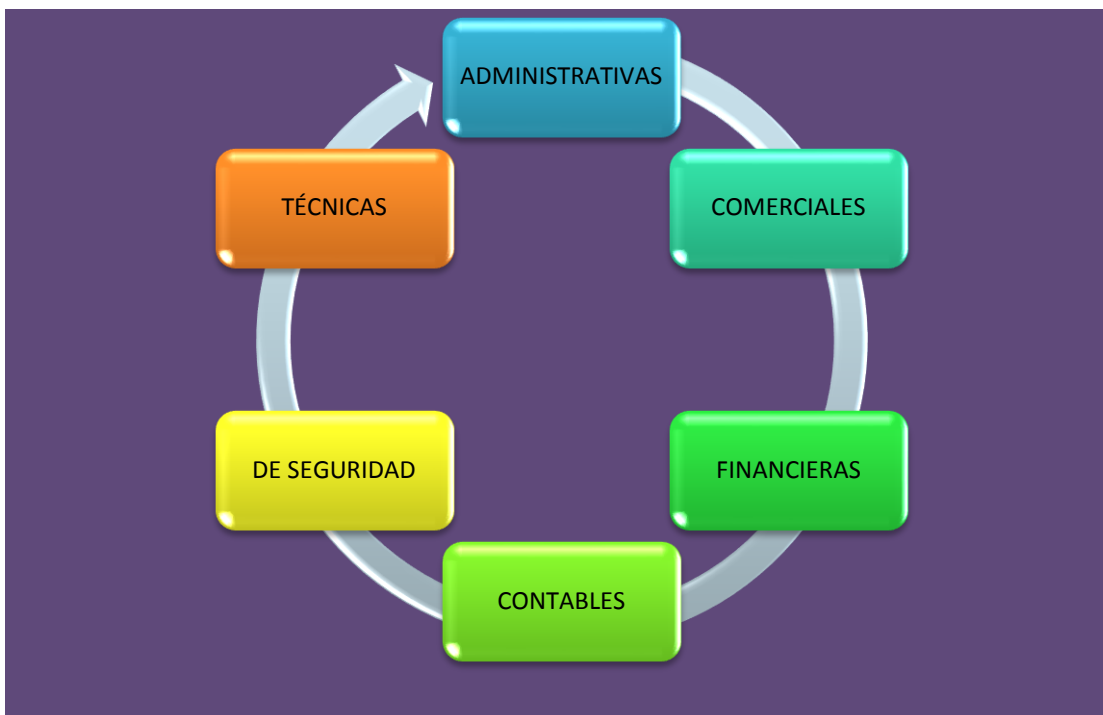 ADMINISTRATIVAS
COMERCIALES
FINANCIERAS
CONTABLES
DE SEGURIDAD
TÉCNICAS